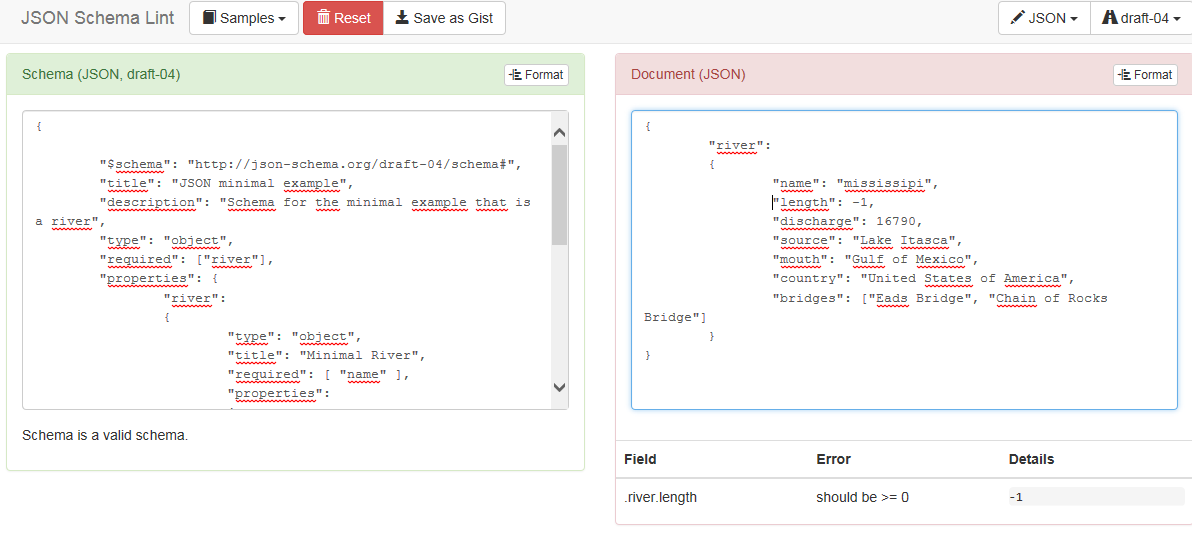 JSON Schema Lint
Samples
Reset
Save as Gist
JSON
draft-04
Schema (JSON, draft-04)
Format
{
"$schema": "http://json-schema.org/draft-04/schema#",
"title": "JSON minimal example",
"description": "Schema for the minimal example that is
a river",
"type": "object",
"required": ["river"],
"properties": {
"river":
{
"type": "object",
"title": "Minimal River",
"required": [ "name" ],
"properties":
Schema is a valid schema.
Document (JSON)
Format
{
"river":
{
"name": "mississipi",
"length": -1,
"discharge": 16790,
"source": "Lake Itasca",
"mouth": "Gulf of Mexico",
"country": "United States of America",
"bridges": ["Eads Bridge", "Chain of Rocks
Bridge"]
}
}
Field Error Details
.river.length should be >= 0 -1